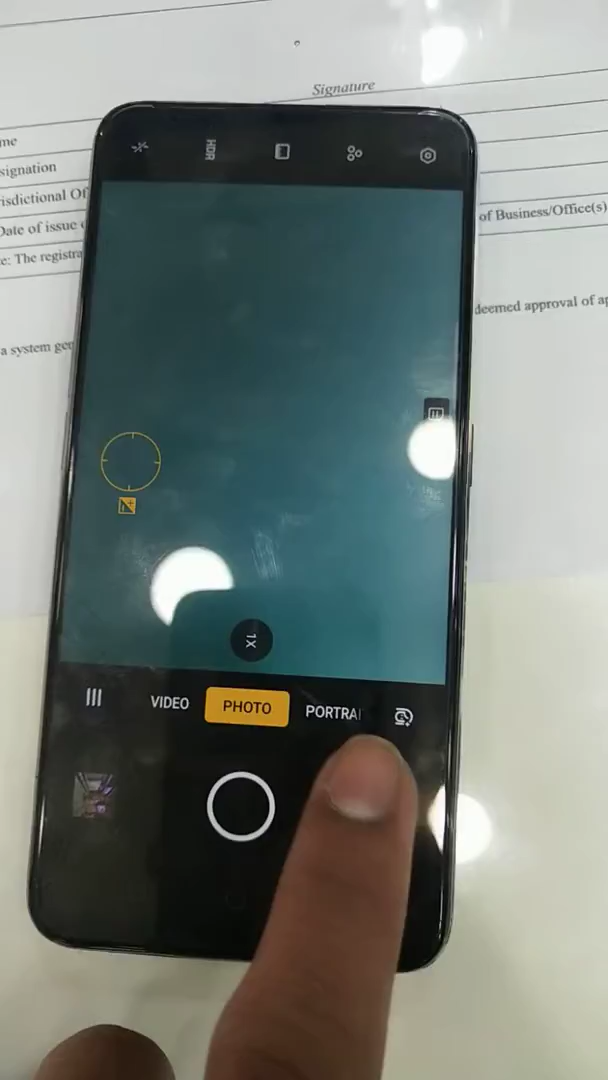 Signature
me
signation
risdictional Of
Date of issue
of Business/Office(s)
e: The registra
deemed approval of ap
a system gen
HDR
1X
VIDEO
PHOTO
PORTRAI